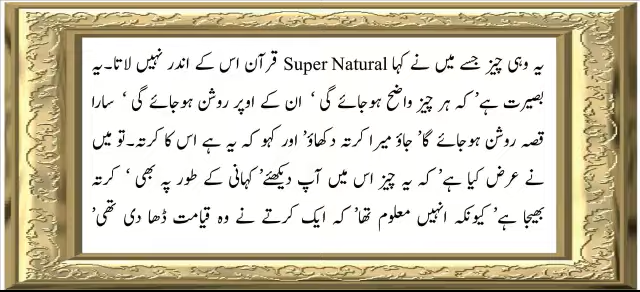 یہ وہی چیز جسے میں نے کہا Super Natural قرآن اس کے اندر نہیں لاتا۔یہ
بصیرت ہے’ کہ ہر چیز واضح ہوجائے گی ‘ ان کے اوپر روشن ہوجائے گی ‘ سارا
قصہ روشن ہوجائے گا’ جاؤ میرا کرتہ دکھاؤ’ اور کہو کہ یہ ہے اس کا کرتہ۔تو میں
نے عرض کیا ہے’ کہ یہ چیز اس میں آپ دیکھئے’ کہانی کے طور پہ بھی ‘ کرتہ
بھیجا ہے’ کیونکہ انہیں معلوم تھا’ کہ ایک کرتے نے وہ قیامت ڈھا دی تھی’